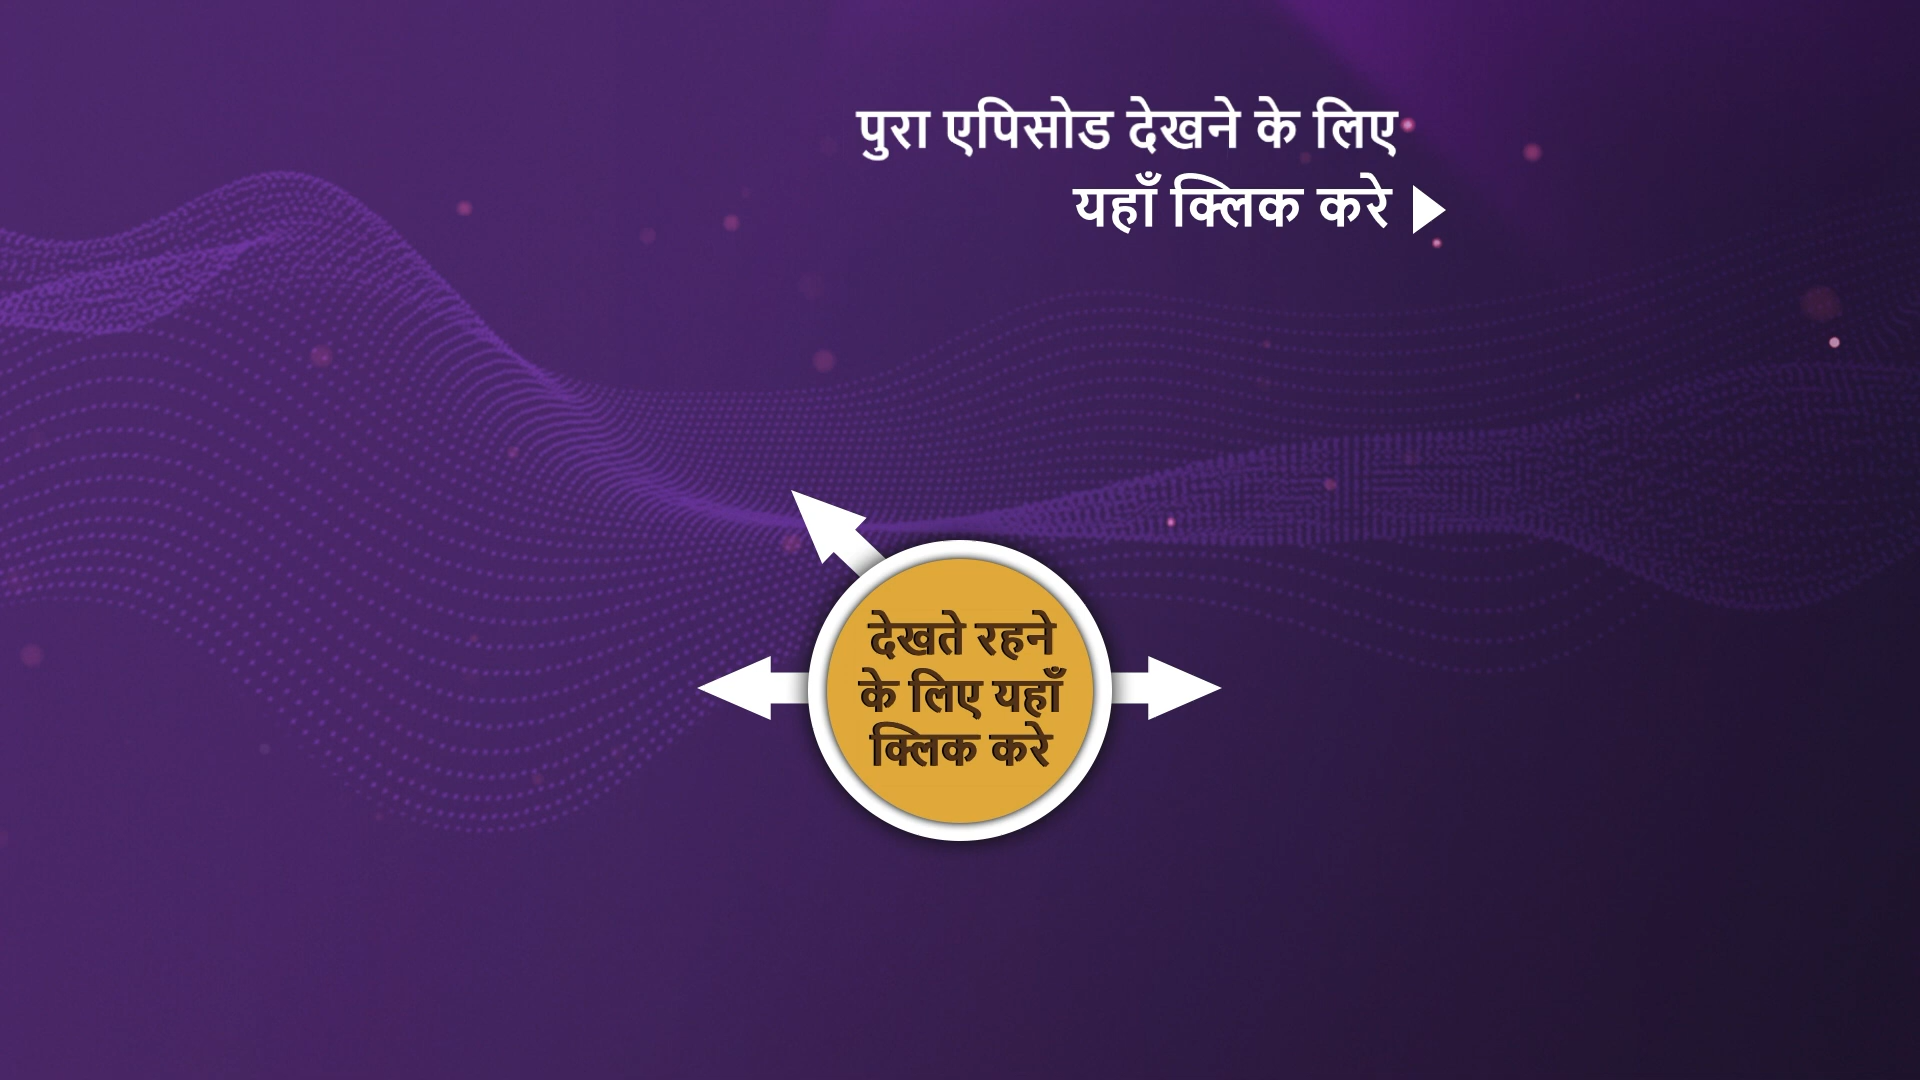 पुरा एपिसोड देखने के लिए
यहाँ क्लिक करे
देखते रहने
के लिए यहाँ
क्लिक करे